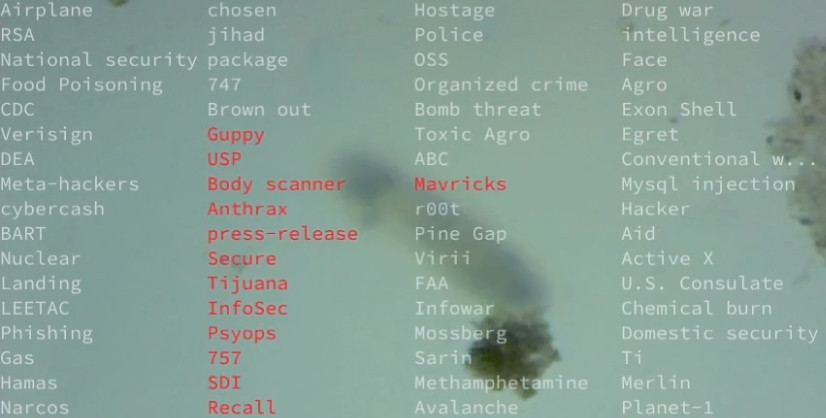 Airplane chosen Hostage Drug war
RSA jihad Police intelligence
National security package OSS Face
Food Poisoning 747 Organized crime Agro
CDC Brown out Bomb threat Exon Shell
Verisign Guppy Toxic Agro Egret
DEA USP ABC Conventional w...
Meta-hackers Body scanner Mavricks Mysql injection
cybercash Anthrax r00t Hacker
BART press-release Pine Gap Aid
Nuclear Secure Virii Active X
Landing Tijuana FAA U.S. Consulate
LEETAC InfoSec Infowar Chemical burn
Phishing Psyops Mossberg Domestic security
Gas 757 Sarin Ti
Hamas SDI Methamphetamine Merlin
Narcos Recall Avalanche Planet-1